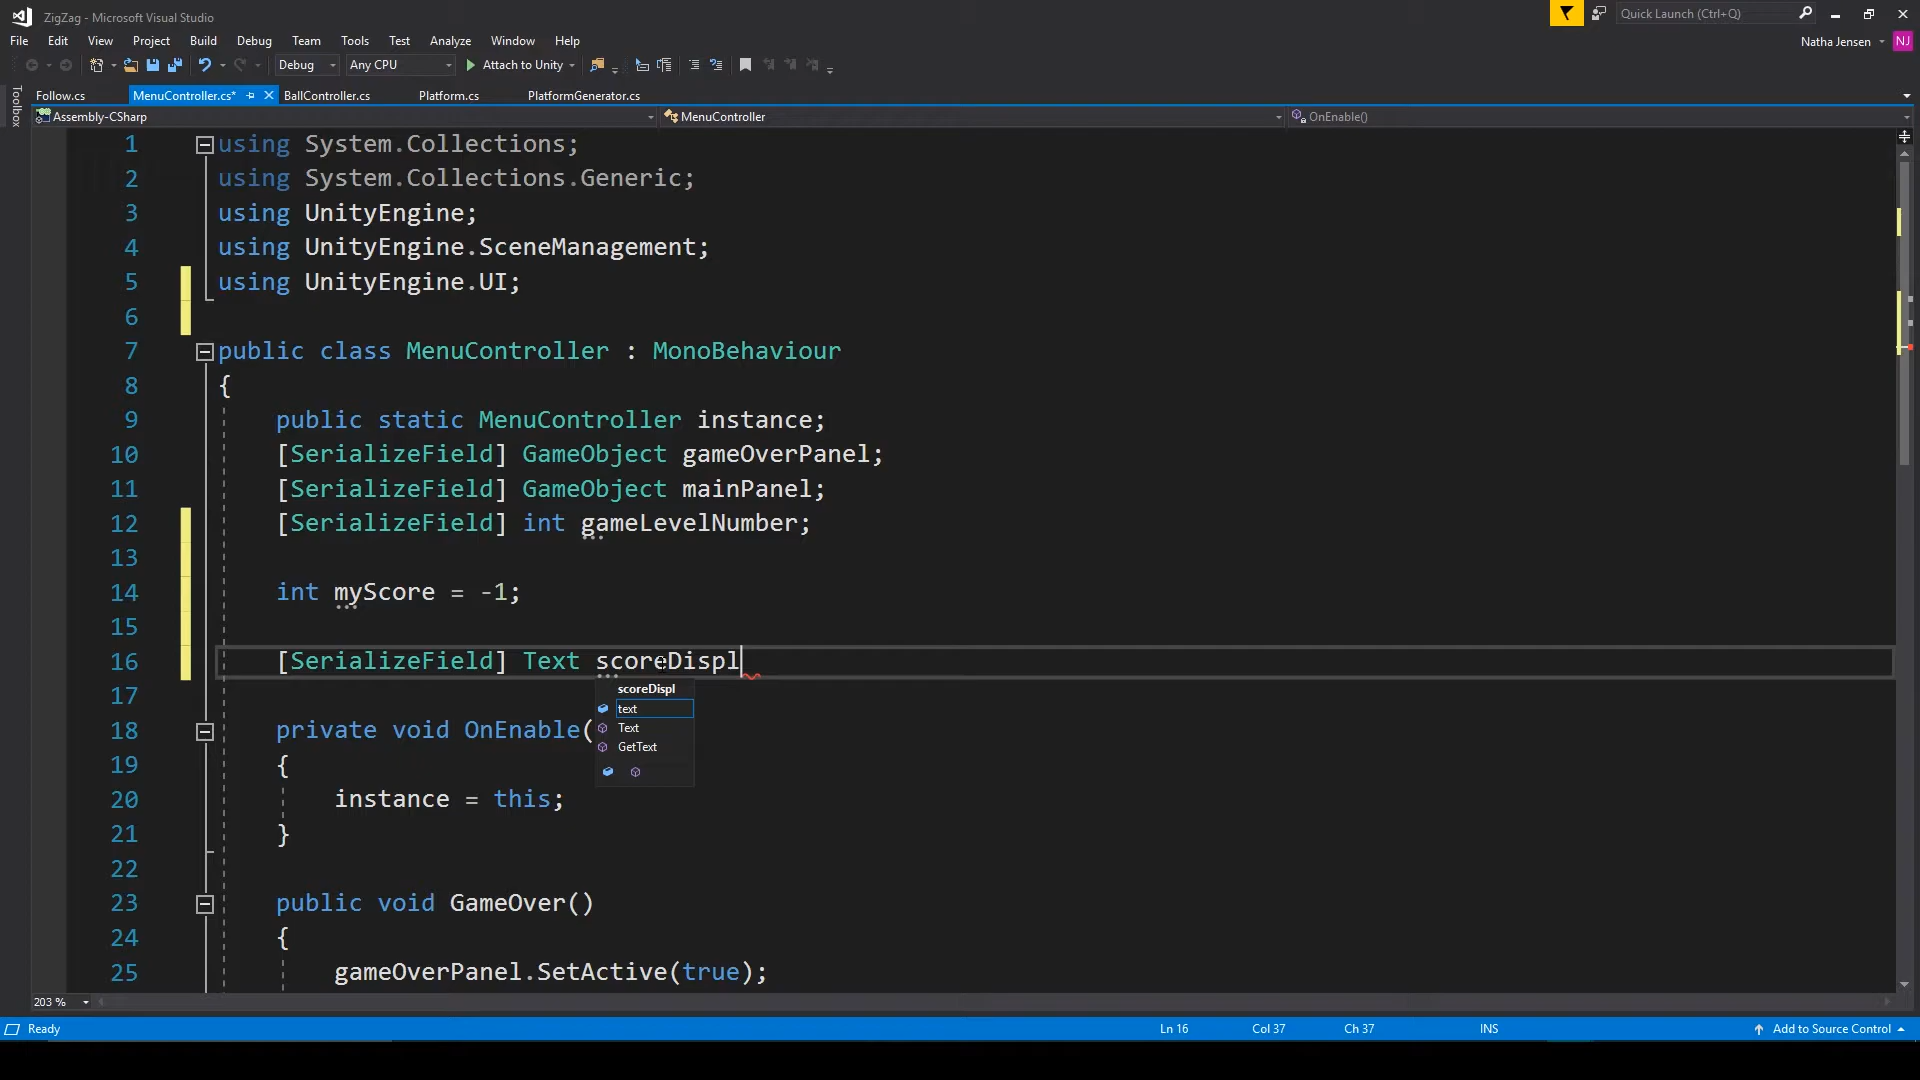 ZigZag - Microsoft Visual Studio
Quick Launch (Ctrl+Q)
File Edit View Project Build Debug Team Tools Test Analyze Window Help
Natha Jensen NJ
Debug Any CPU Attach to Unity
Toolbox
Follow.cs MenuController.cs* BallController.cs Platform.cs PlatformGenerator.cs
Assembly-CSharp MenuController OnEnable()
1 using System.Collections;
2 using System.Collections.Generic;
3 using UnityEngine;
4 using UnityEngine.SceneManagement;
5 using UnityEngine.UI;
6
7 public class MenuController : MonoBehaviour
8 {
9 public static MenuController instance;
10 [SerializeField] GameObject gameOverPanel;
11 [SerializeField] GameObject mainPanel;
12 [SerializeField] int gameLevelNumber;
13
14 int myScore = -1;
15
16 [SerializeField] Text scoreDispl
scoreDispl
text
Text
GetText
17
18 private void OnEnable(
19 {
20 instance = this;
21 }
22
23 public void GameOver()
24 {
25 gameOverPanel.SetActive(true);
203 %
Ready Ln 16 Col 37 Ch 37 INS Add to Source Control